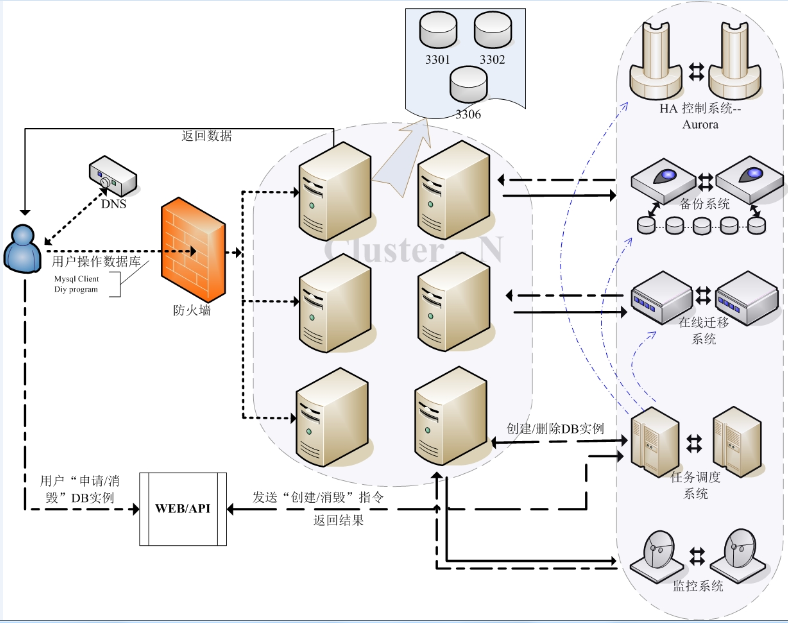 3301
3302
3306
HA 控制系统--
Aurora
返回数据
DNS
备份系统
用户操作数据库
Mysql Client
Diy program
防火墙
Cluster N
在线迁移
系统
创建/删除DB实例
任务调度
系统
用户“申请/消
毁”DB实例
WEB/API
发送“创建/消毁”指令
返回结果
监控系统